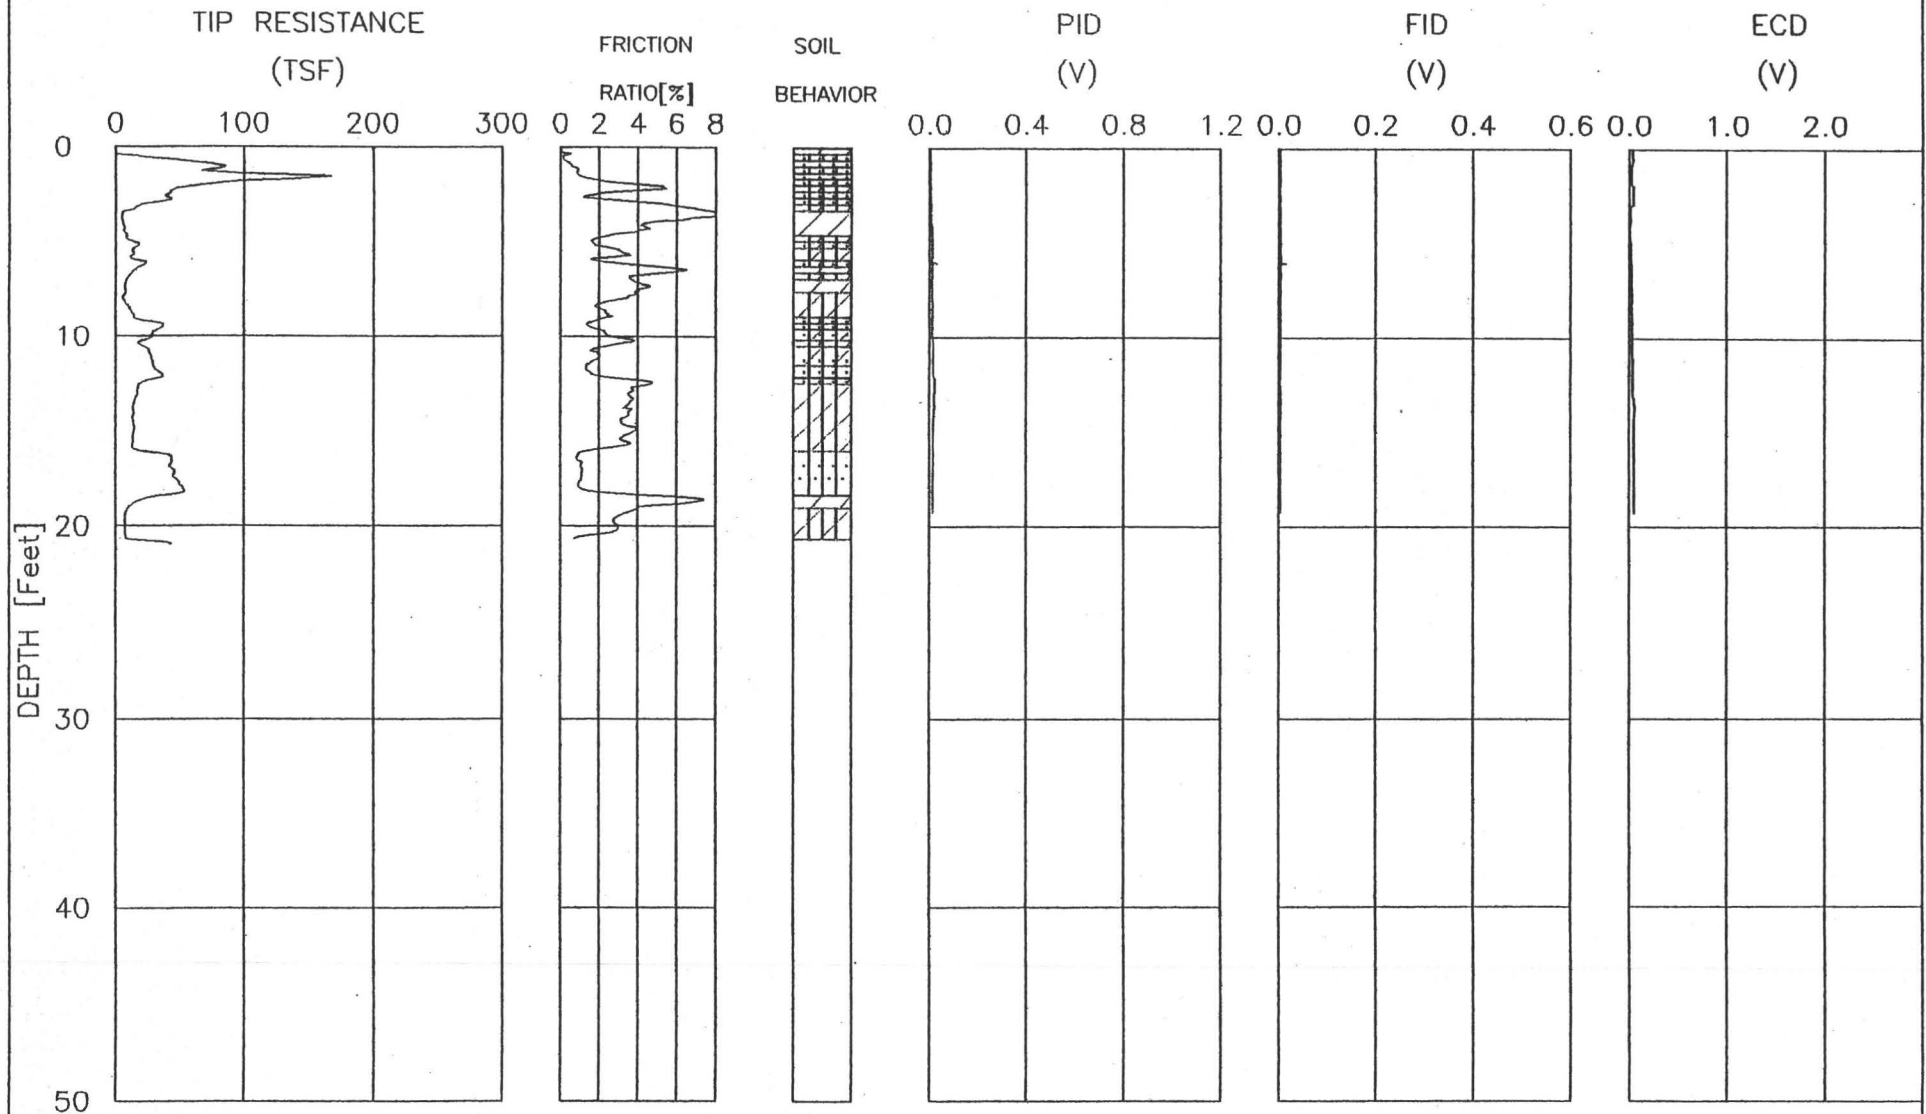 TIP RESISTANCE
(TSF)
0 100 200 300
FRICTION
RATIO[%]
0 2 4 6 8
SOIL
BEHAVIOR
PID
(V)
0.0 0.4 0.8 1.2
FID
(V)
0.0 0.2 0.4 0.6
ECD
(V)
0.0 1.0 2.0
DEPTH [Feet]
0
10
20
30
40
50